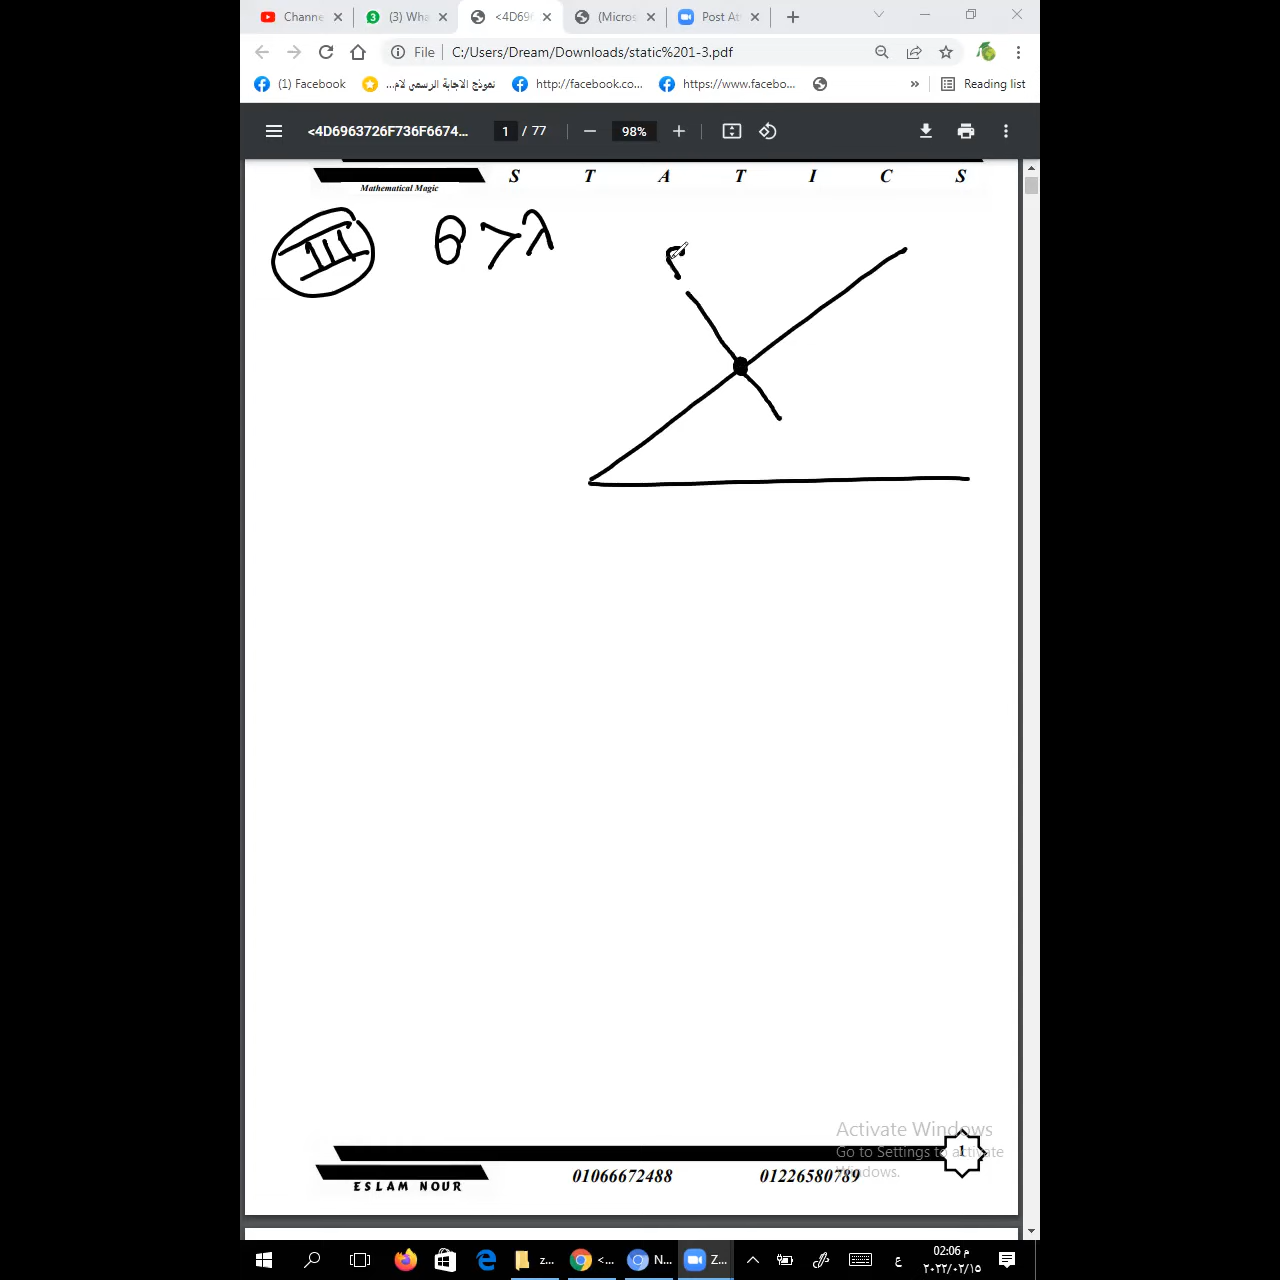 Channe
(3) Wha
<4D69
(Micros
Post At
File
C:/Users/Dream/Downloads/static%201-3.pdf
(1) Facebook
نموذج الاجابة الرسمى لام...
http://facebook.co...
https://www.facebo...
»
Reading list
<4D6963726F736F6674...
1 / 77
98%
Mathematical Magic
S T A T I C S
III
θ > λ
Activate Windows
Go to Settings to activate
Windows.
1
ESLAM NOUR
01066672488
01226580789
z...
<...
N...
Z...
ع
02:06 م
٢٠٢٢/٠٢/١٥